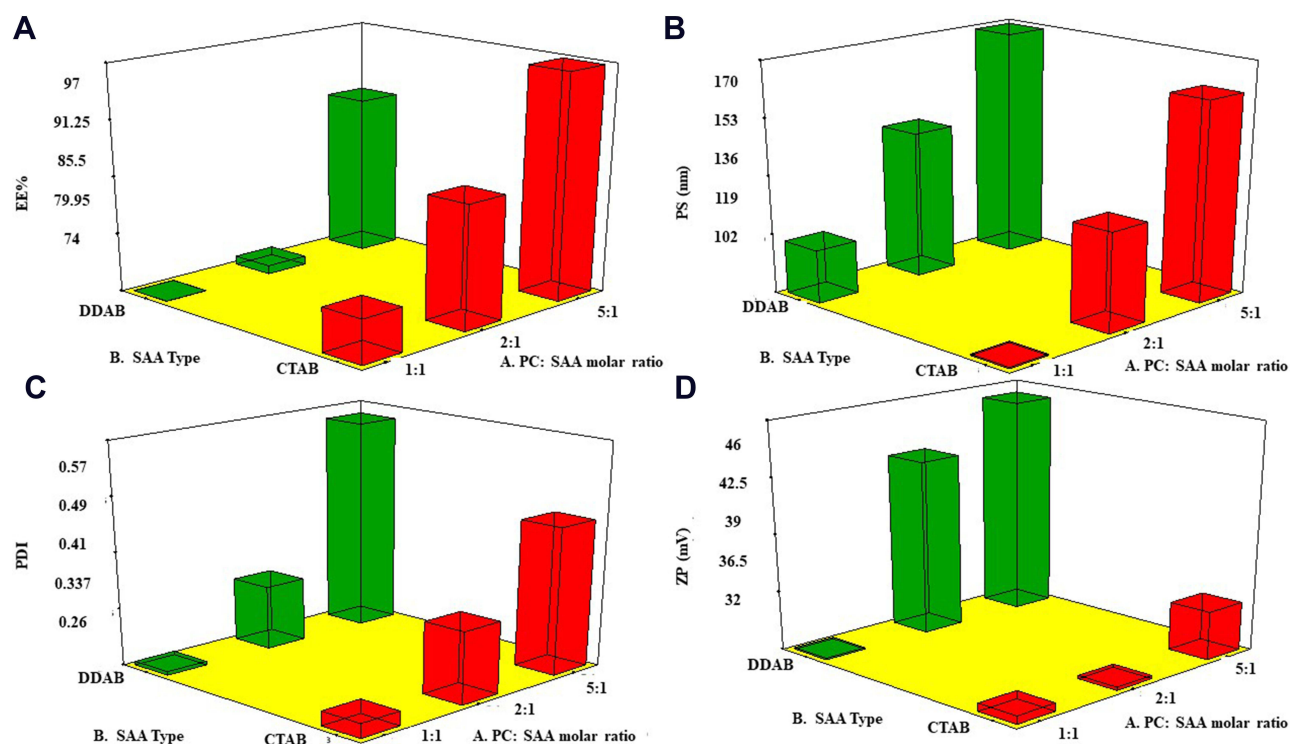 A
97
91.25
85.5
79.95
74
EE%
DDAB
B. SAA Type
CTAB
1:1
2:1
5:1
A. PC: SAA molar ratio
B
170
153
136
119
102
PS (nm)
DDAB
B. SAA Type
CTAB
1:1
2:1
5:1
A. PC: SAA molar ratio
C
0.57
0.49
0.41
0.337
0.26
PDI
DDAB
B. SAA Type
CTAB
3
1:1
2:1
5:1
A. PC: SAA molar ratio
D
46
42.5
39
36.5
32
ZP (mV)
DDAB
B. SAA Type
CTAB
1:1
2:1
5:1
A. PC: SAA molar ratio